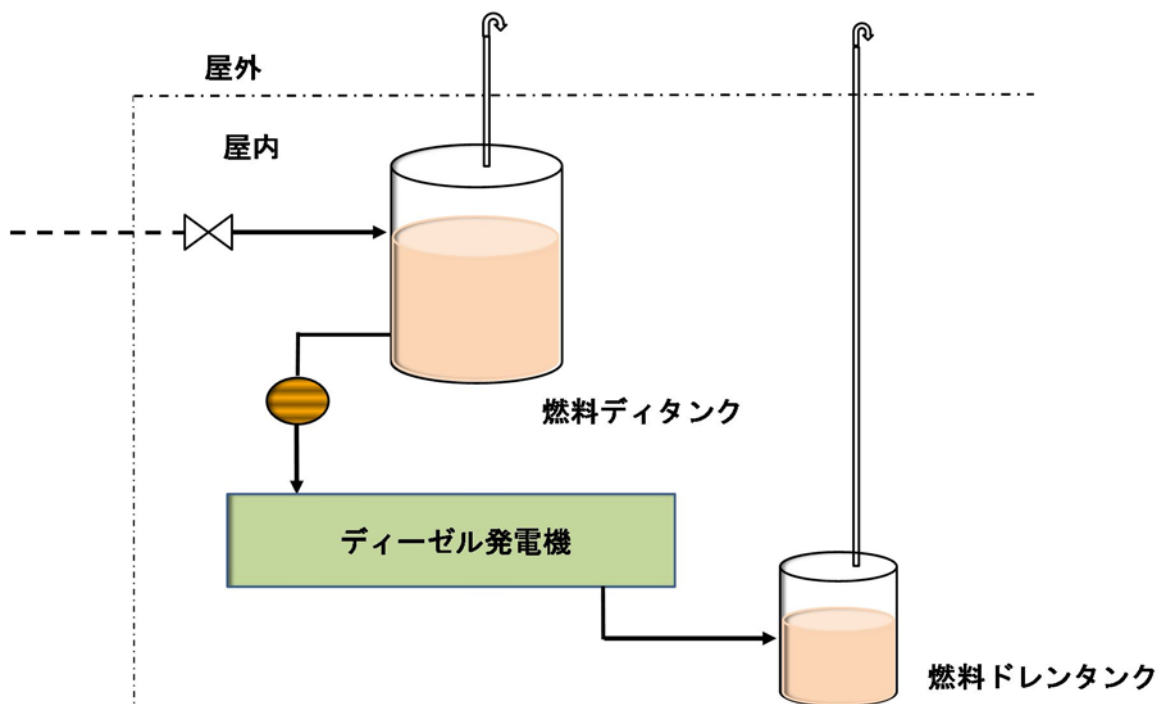 屋外
屋内
燃料ディタンク
ディーゼル発電機
燃料ドレンタンク